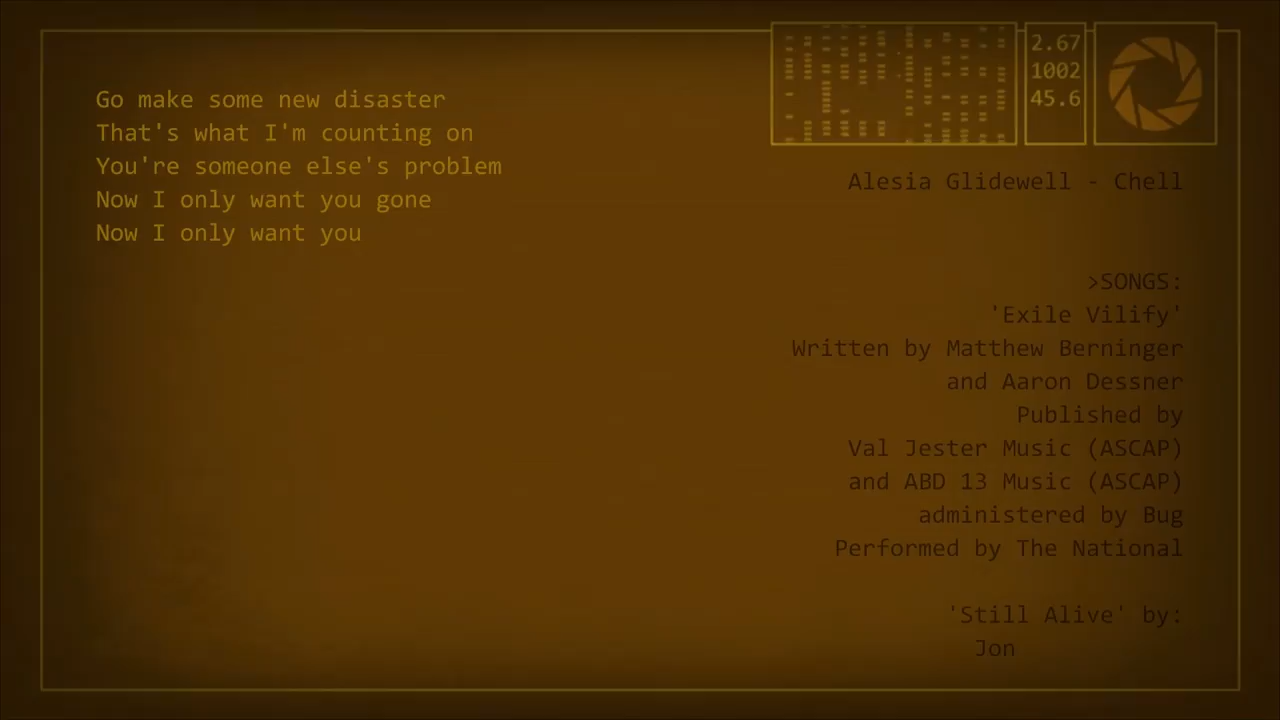 Go make some new disaster
That's what I'm counting on
You're someone else's problem
Now I only want you gone
Now I only want you
2.67
1002
45.6
Alesia Glidewell - Chell
>SONGS:
'Exile Vilify'
Written by Matthew Berninger
and Aaron Dessner
Published by
Val Jester Music (ASCAP)
and ABD 13 Music (ASCAP)
administered by Bug
Performed by The National
'Still Alive' by:
Jon